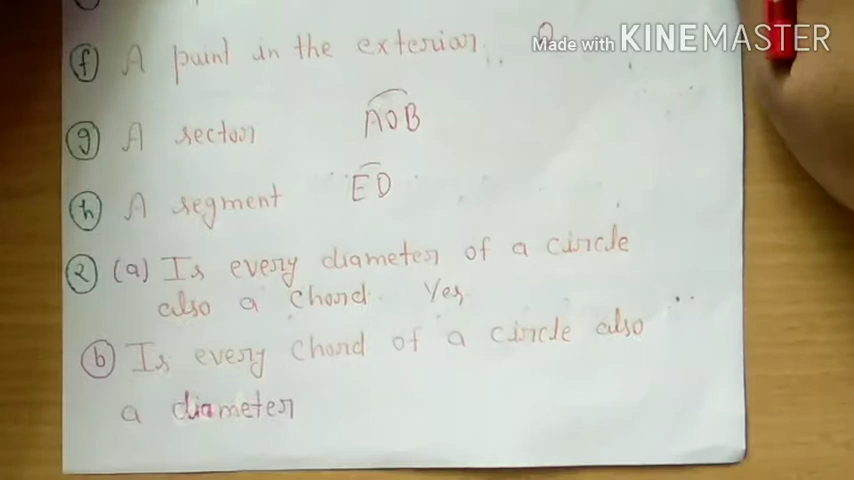 (f) A point in the exterior
Made with KINEMASTER
(g) A sector AOB
(h) A segment ED
(2) (a) Is every diameter of a circle
also a chord. Yes
(b) Is every chord of a circle also
a diameter